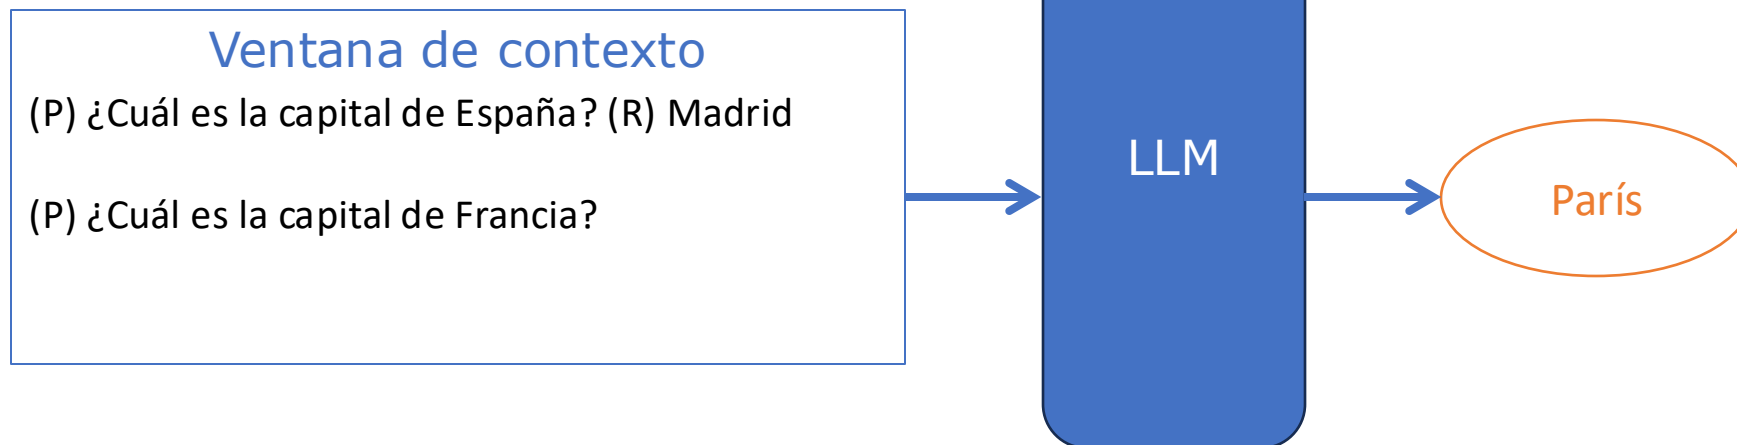 Ventana de contexto
(P) ¿Cuál es la capital de España? (R) Madrid
(P) ¿Cuál es la capital de Francia?
LLM
París